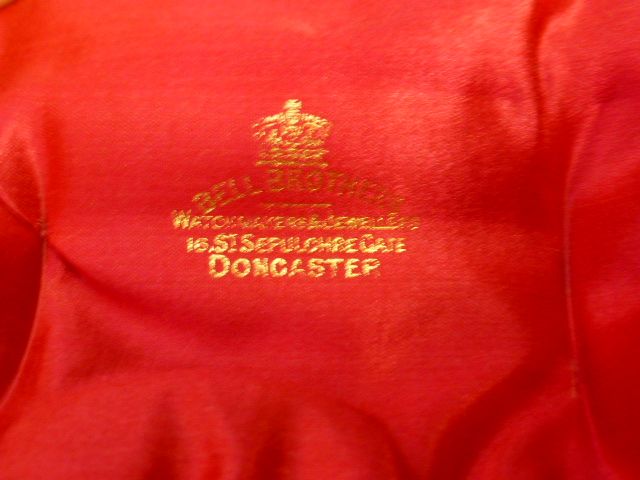 BELL BROTHERS
WATCHMAKERS & JEWELLERS
16, ST SEPULCHRE GATE
DONCASTER